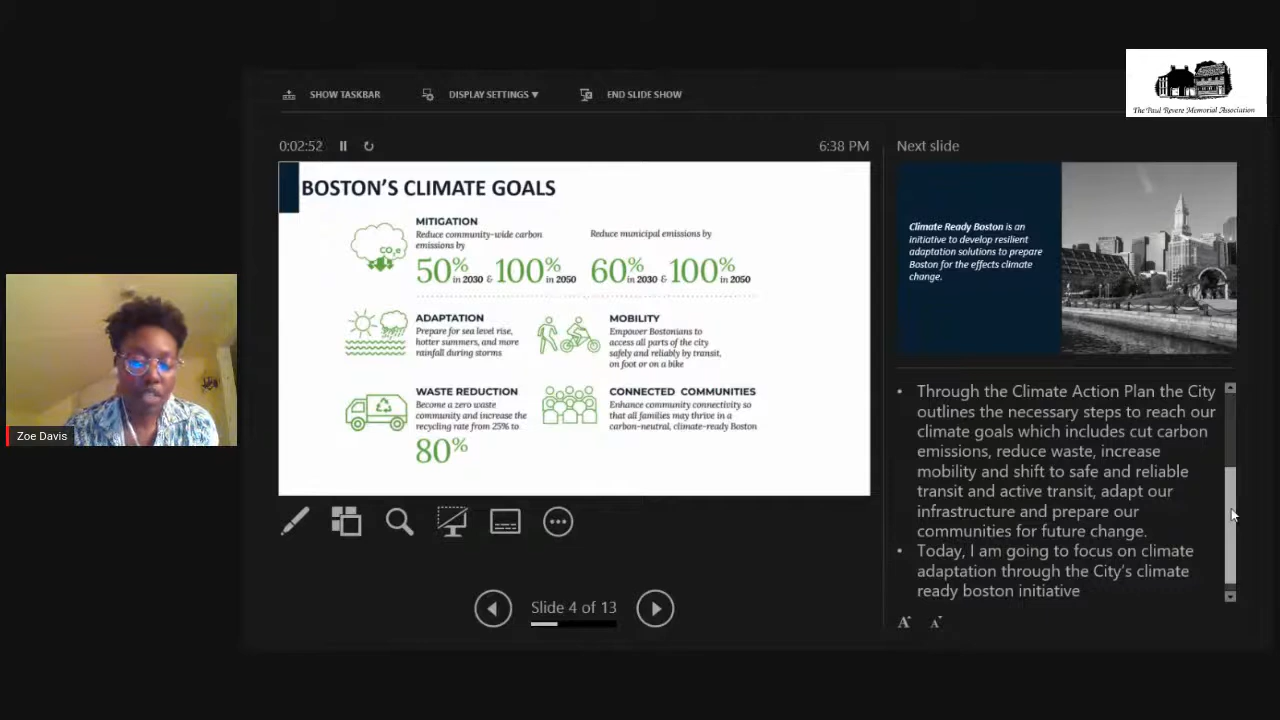 The Paul Revere Memorial Association
SHOW TASKBAR
DISPLAY SETTINGS ▼
END SLIDE SHOW
0:02:52
6:38 PM
Next slide
BOSTON'S CLIMATE GOALS
MITIGATION
Reduce community-wide carbon
emissions by
50% in 2030 & 100% in 2050
Reduce municipal emissions by
60% in 2030 & 100% in 2050
CO₂e
ADAPTATION
Prepare for sea level rise,
hotter summers, and more
rainfall during storms
MOBILITY
Empower Bostonians to
access all parts of the city
safely and reliably by transit,
on foot or on a bike
WASTE REDUCTION
Become a zero waste
community and increase the
recycling rate from 25% to
80%
CONNECTED COMMUNITIES
Enhance community connectivity so
that all families may thrive in a
carbon-neutral, climate-ready Boston
Climate Ready Boston is an
initiative to develop resilient
adaptation solutions to prepare
Boston for the effects climate
change.
Zoe Davis
• Through the Climate Action Plan the City
outlines the necessary steps to reach our
climate goals which includes cut carbon
emissions, reduce waste, increase
mobility and shift to safe and reliable
transit and active transit, adapt our
infrastructure and prepare our
communities for future change.
• Today, I am going to focus on climate
adaptation through the City's climate
ready boston initiative
Slide 4 of 13
A A